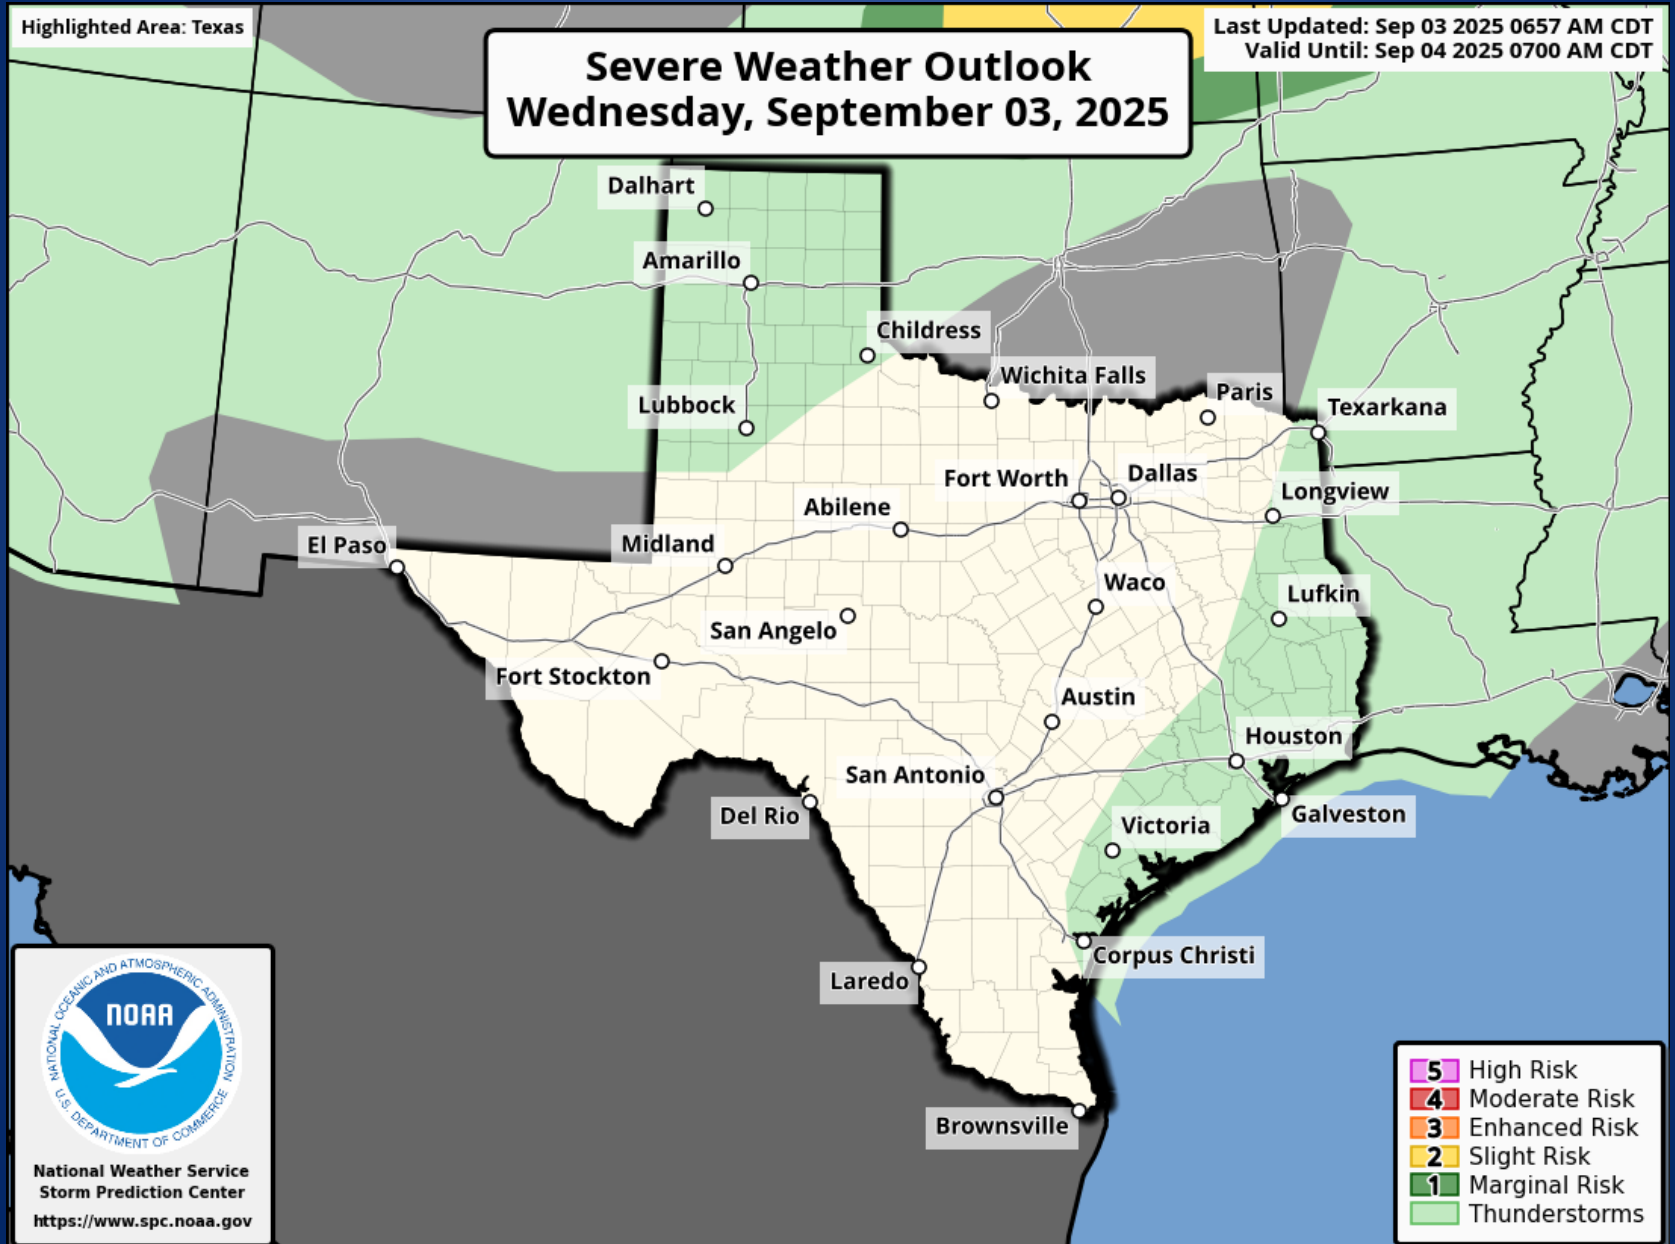 Highlighted Area: Texas
Severe Weather Outlook
Wednesday, September 03, 2025
Last Updated: Sep 03 2025 0657 AM CDT
Valid Until: Sep 04 2025 0700 AM CDT
Dalhart
Amarillo
Childress
Wichita Falls
Paris
Texarkana
Lubbock
Fort Worth
Dallas
Longview
Abilene
El Paso
Midland
Waco
Lufkin
San Angelo
Fort Stockton
Austin
Houston
San Antonio
Del Rio
Galveston
Victoria
Corpus Christi
Laredo
Brownsville
NATIONAL OCEANIC AND ATMOSPHERIC ADMINISTRATION
NOAA
U.S. DEPARTMENT OF COMMERCE
National Weather Service
Storm Prediction Center
https://www.spc.noaa.gov
5 High Risk
4 Moderate Risk
3 Enhanced Risk
2 Slight Risk
1 Marginal Risk
Thunderstorms